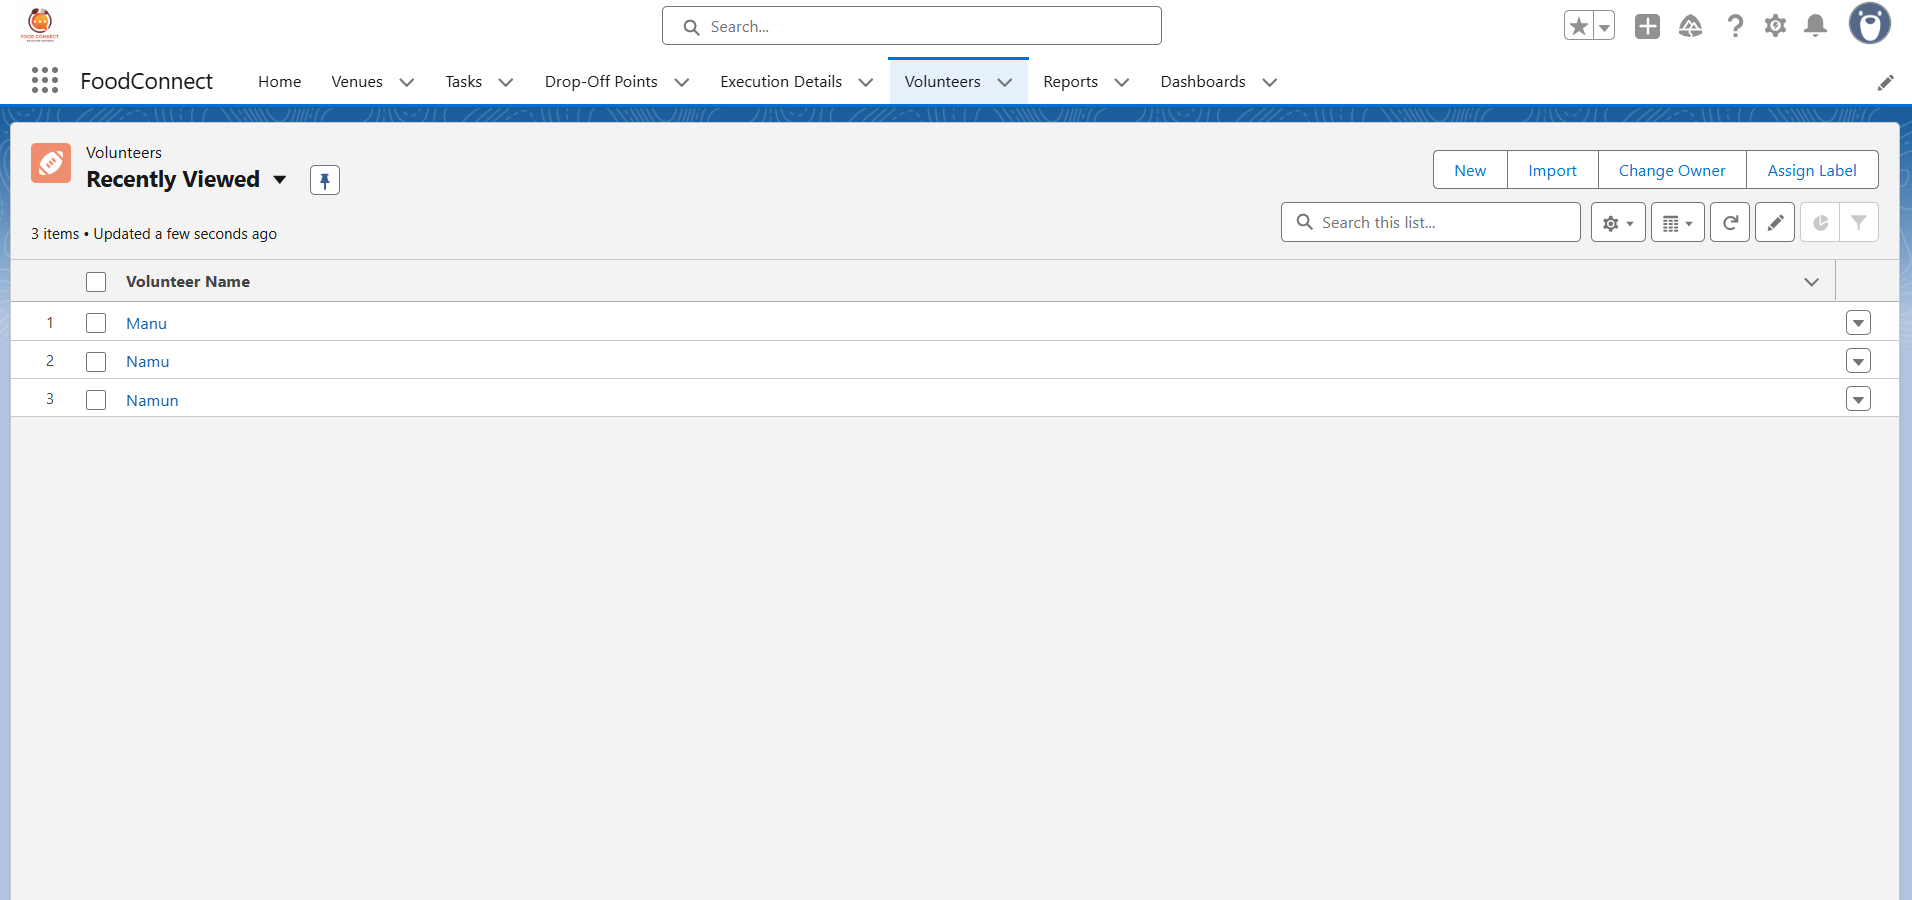 FOOD CONNECT
Search...
FoodConnect
Home
Venues
Tasks
Drop-Off Points
Execution Details
Volunteers
Reports
Dashboards
Volunteers
Recently Viewed
New
Import
Change Owner
Assign Label
3 items • Updated a few seconds ago
Search this list...
Volunteer Name
1 Manu
2 Namu
3 Namun